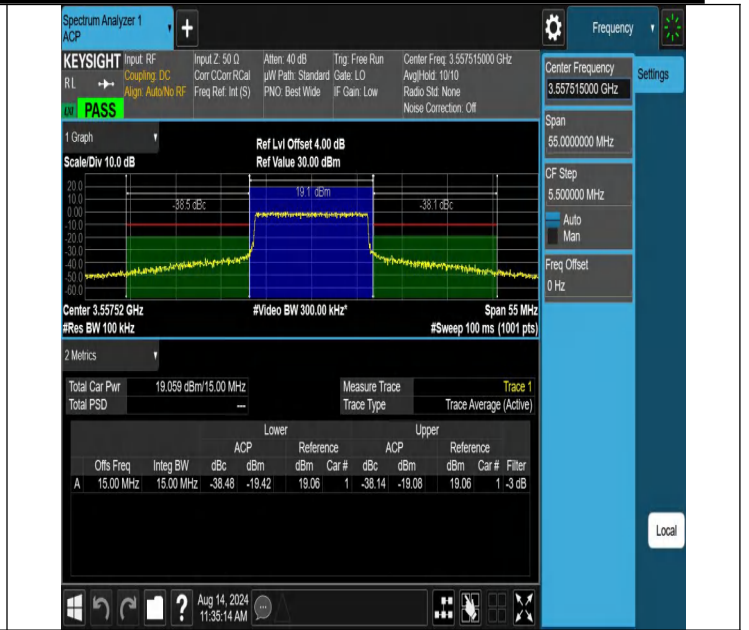 Spectrum Analyzer 1
ACP
Frequency
KEYSIGHT
Input: RF
Coupling: DC
Align: Auto/No RF
Input Z: 50 Ω
Corr CCorr RCal
Freq Ref: Int (S)
Atten: 40 dB
µW Path: Standard
PNO: Best Wide
Trig: Free Run
Gate: LO
IF Gain: Low
Center Freq: 3.557515000 GHz
Avg|Hold: 10/10
Radio Std: None
Noise Correction: Off
RL
PASS
Center Frequency
3.557515000 GHz
Settings
Span
55.0000000 MHz
CF Step
5.500000 MHz
Auto
Man
Freq Offset
0 Hz
1 Graph
Scale/Div 10.0 dB
Ref Lvl Offset 4.00 dB
Ref Value 30.00 dBm
20.0
10.0
0.00
-10.0
-20.0
-30.0
-40.0
-50.0
-60.0
-38.5 dBc
19.1 dBm
-38.1 dBc
Center 3.55752 GHz
#Video BW 300.00 kHz*
Span 55 MHz
#Res BW 100 kHz
#Sweep 100 ms (1001 pts)
2 Metrics
Total Car Pwr 19.059 dBm/15.00 MHz
Total PSD ---
Measure Trace Trace 1
Trace Type Trace Average (Active)
Lower Upper
ACP Reference ACP Reference
Offs Freq Integ BW dBc dBm dBm Car # dBc dBm dBm Car # Filter
A 15.00 MHz 15.00 MHz -38.48 -19.42 19.06 1 -38.14 -19.08 19.06 1 -3 dB
Local
?
Aug 14, 2024
11:35:14 AM